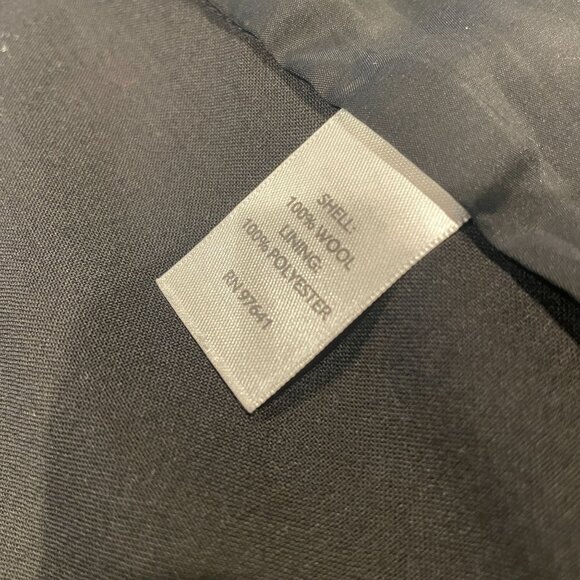 SHELL:
100% WOOL
LINING:
100% POLYESTER
RN 97641